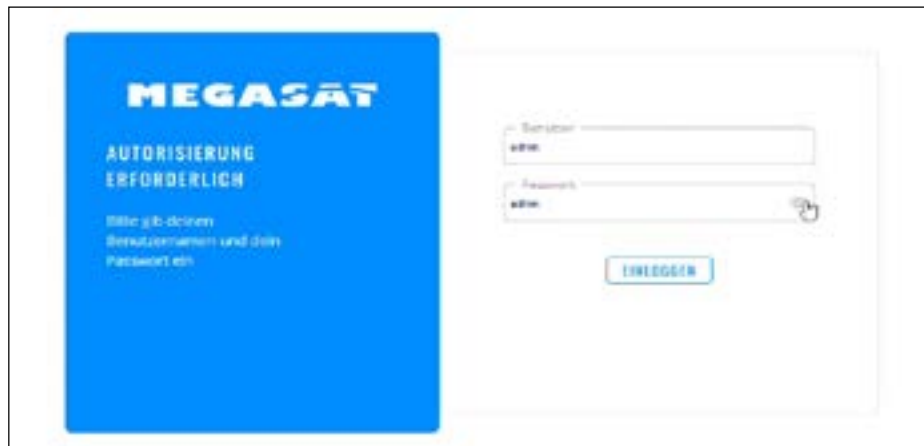 MEGASAT
AUTORISIERUNG
ERFORDERLICH
Bitte gib deinen
Benutzernamen und dein
Passwort ein
Benutzer
admin
Passwort
admin
EINLOGGEN